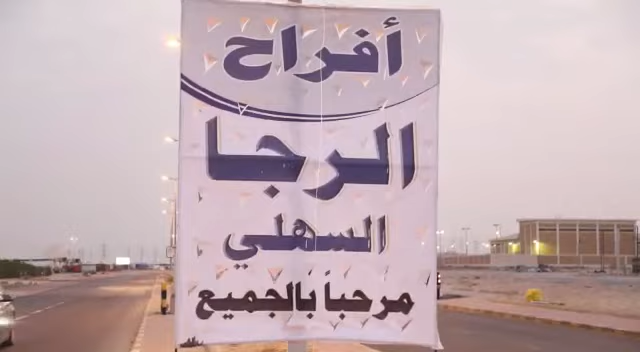 أفراح
الرجا
السهلي
مرحباً بالجميع